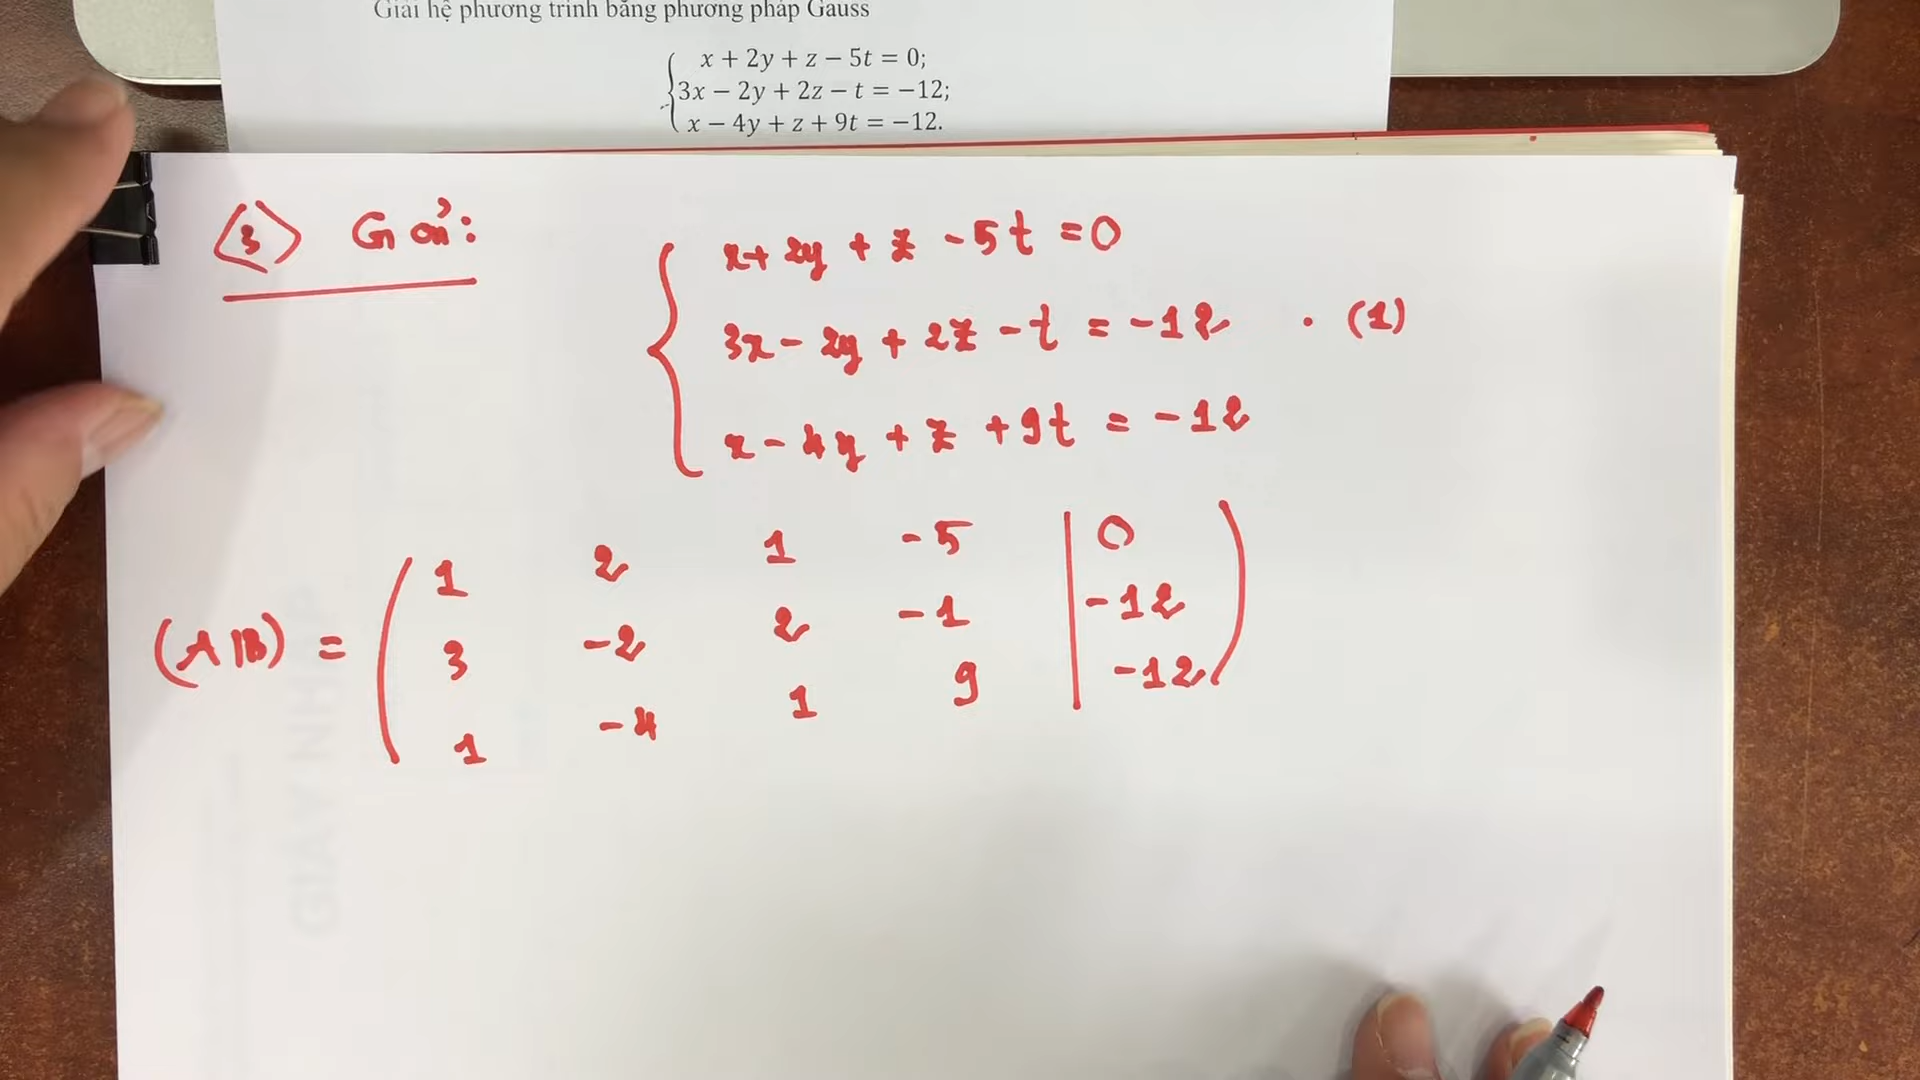 Giải hệ phương trình bằng phương pháp Gauss
x + 2y + z − 5t = 0;
3x − 2y + 2z − t = −12;
x − 4y + z + 9t = −12.
⟨3⟩ Giải:
x + 2y + z - 5t = 0
3x - 2y + 2z - t = -12 . (1)
x - 4y + z + 9t = -12
1 2 1 -5 | 0
(A|B) = ( 3 -2 2 -1 | -12 )
1 -4 1 9 | -12
GIẤY NHÁP